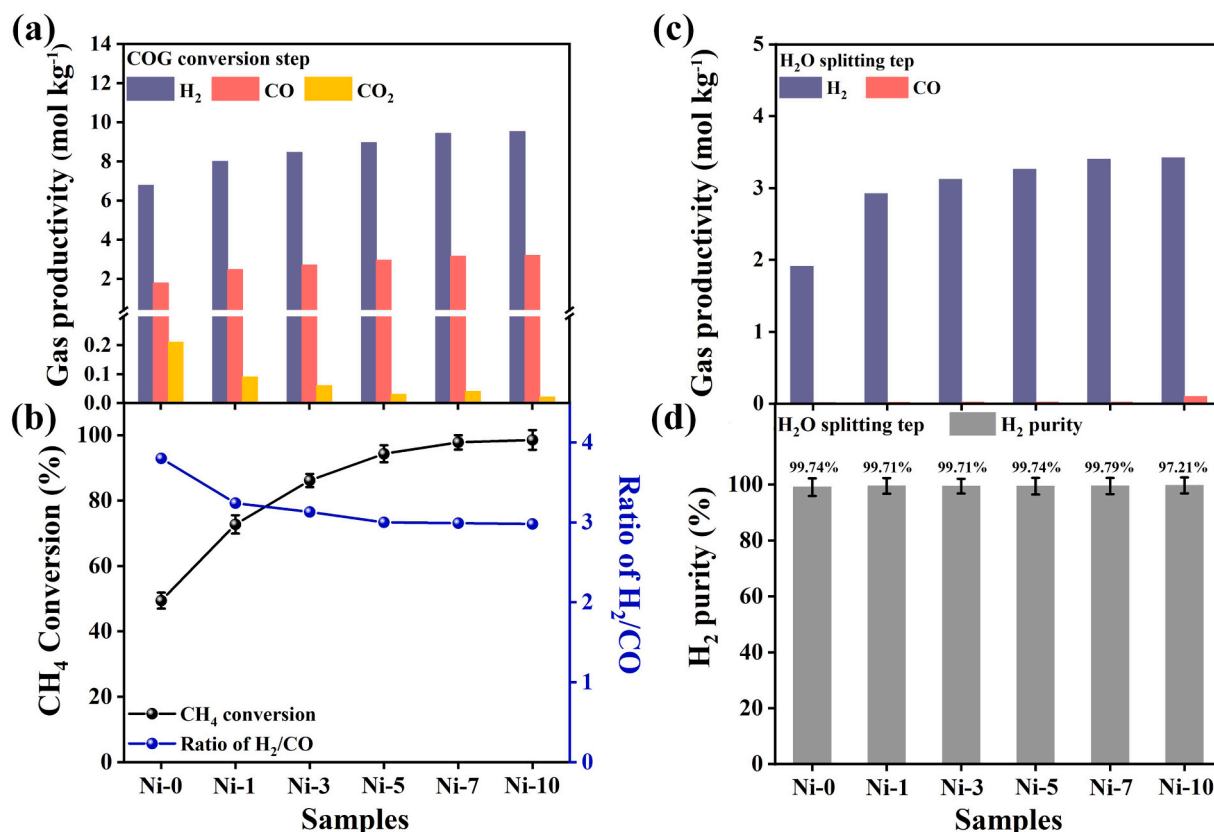 (a)
14
12
10
8
6
4
2
0.2
0.1
0.0
Gas productivity (mol kg⁻¹)
COG conversion step
H₂ CO CO₂
(b)
100
80
60
40
20
0
CH₄ Conversion (%)
4
3
2
1
0
Ratio of H₂/CO
CH₄ conversion
Ratio of H₂/CO
Ni-0 Ni-1 Ni-3 Ni-5 Ni-7 Ni-10
Samples
(c)
5
4
3
2
1
0
Gas productivity (mol kg⁻¹)
H₂O splitting tep
H₂ CO
(d)
H₂O splitting tep H₂ purity
99.74% 99.71% 99.71% 99.74% 99.79% 97.21%
100
80
60
40
20
0
H₂ purity (%)
Ni-0 Ni-1 Ni-3 Ni-5 Ni-7 Ni-10
Samples